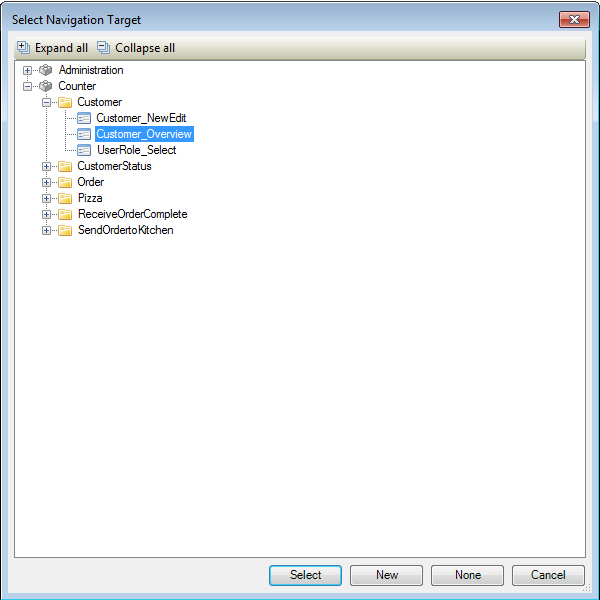 Select Navigation Target
Expand all Collapse all
Administration
Counter
Customer
Customer_NewEdit
Customer_Overview
UserRole_Select
CustomerStatus
Order
Pizza
ReceiveOrderComplete
SendOrdertoKitchen
Select New None Cancel